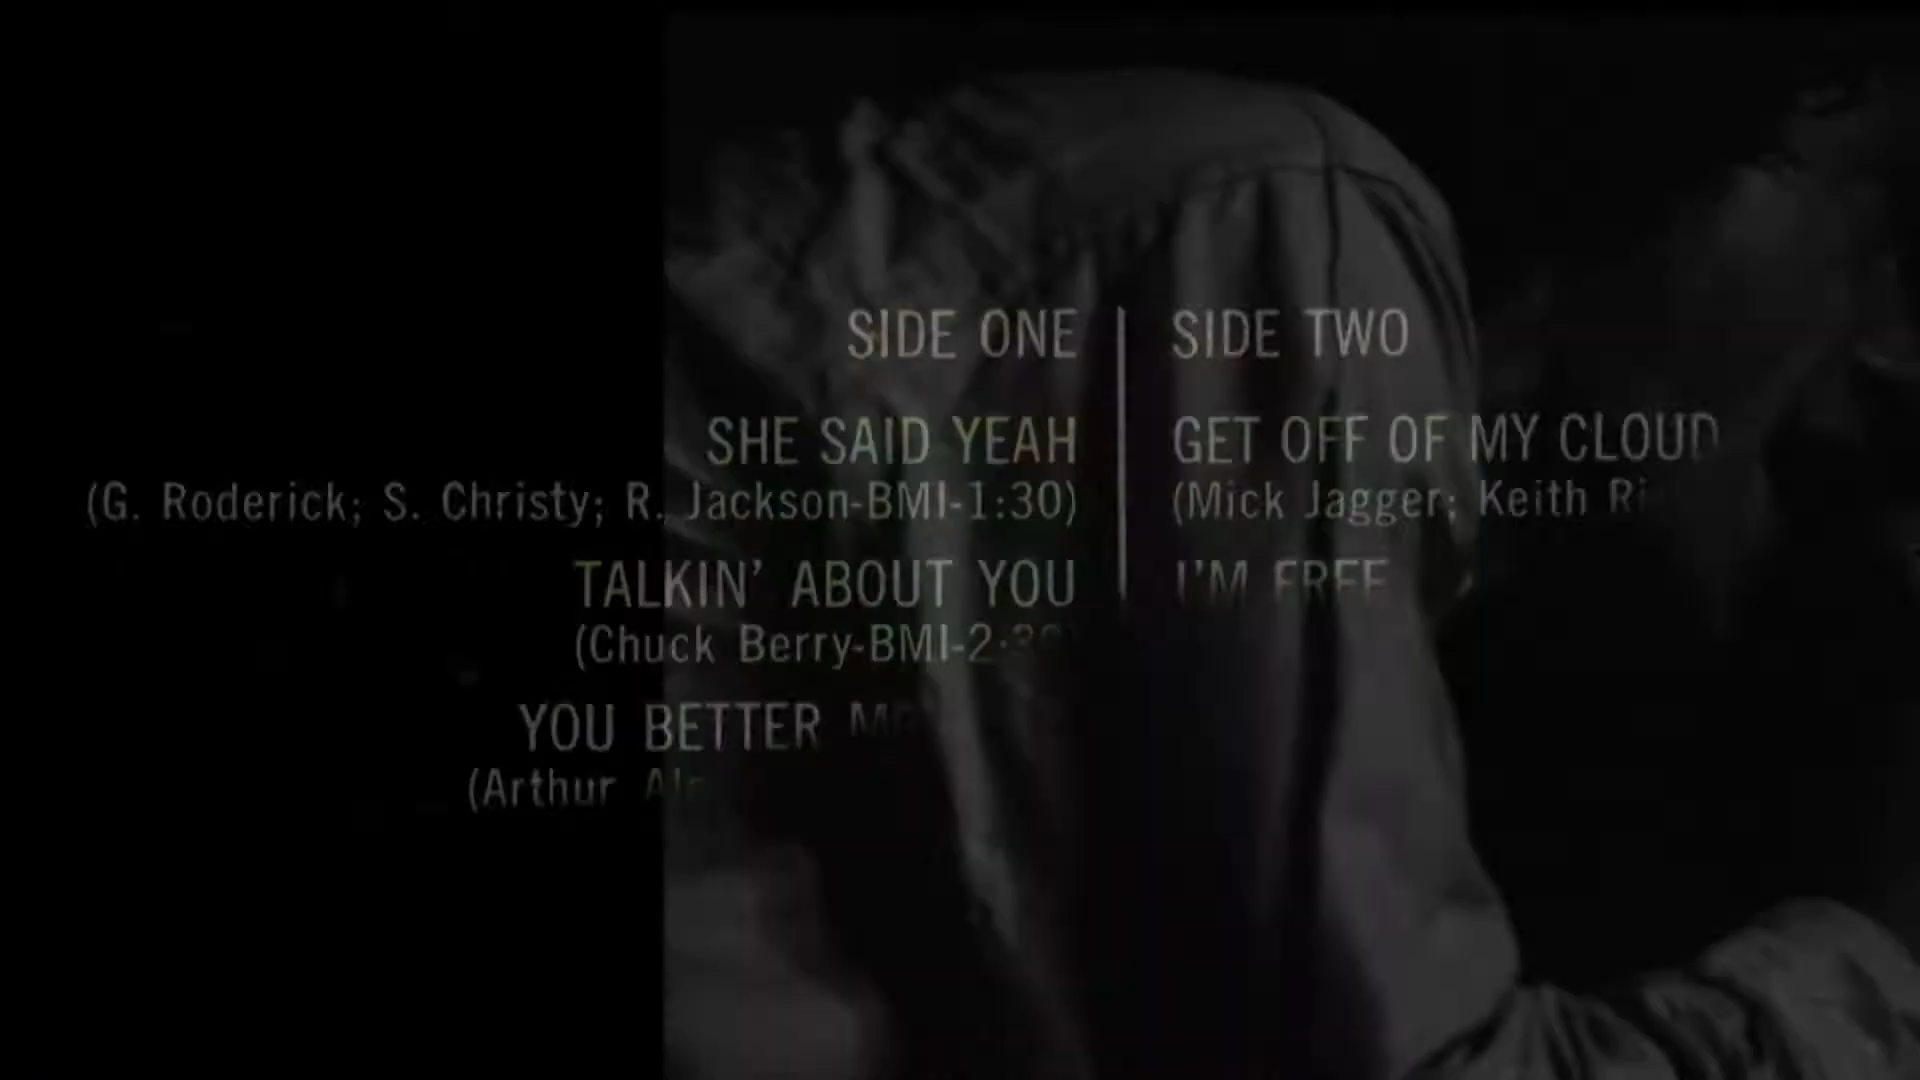 SIDE ONE
SHE SAID YEAH
(G. Roderick; S. Christy; R. Jackson-BMI-1:30)
TALKIN' ABOUT YOU
(Chuck Berry-BMI-2:30)
YOU BETTER
(Arthur
SIDE TWO
GET OFF OF MY CLOUD
(Mick Jagger; Keith
I'M FREE